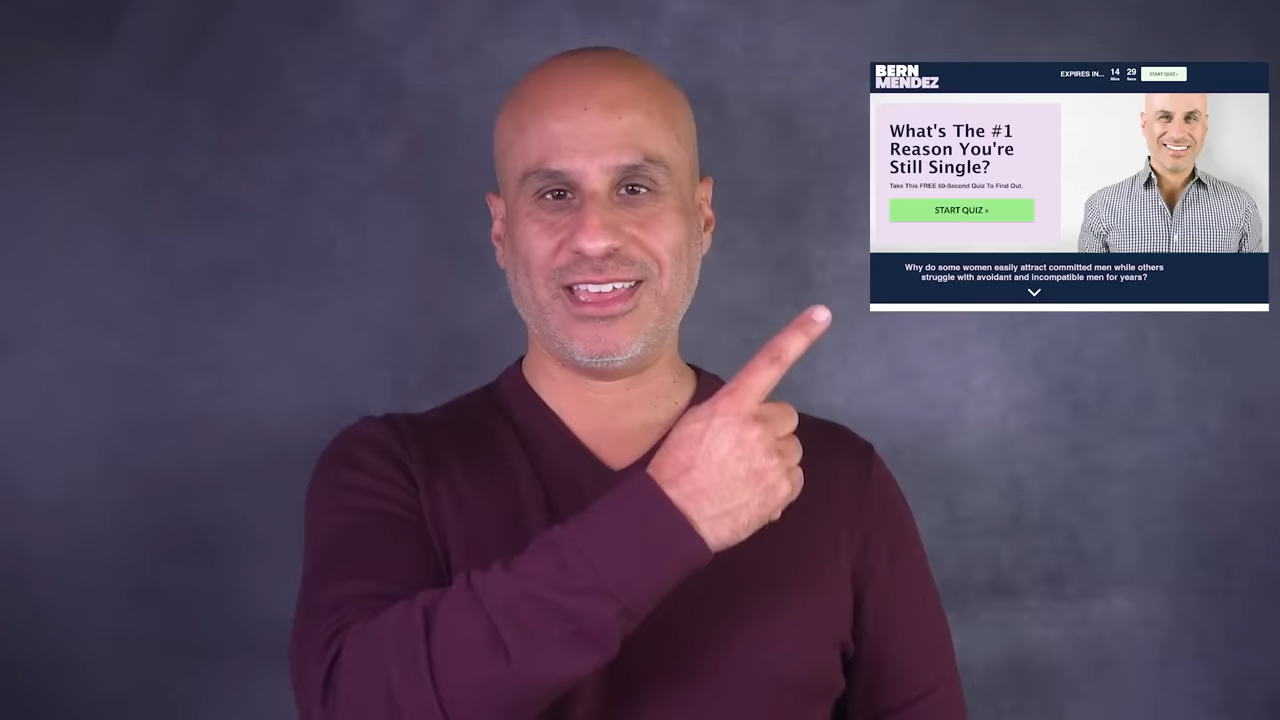 BERN
MENDEZ
EXPIRES IN...
14
29
Mins
Secs
START QUIZ »
What's The #1
Reason You're
Still Single?
Take This FREE 60-Second Quiz To Find Out.
START QUIZ »
Why do some women easily attract committed men while others
struggle with avoidant and incompatible men for years?